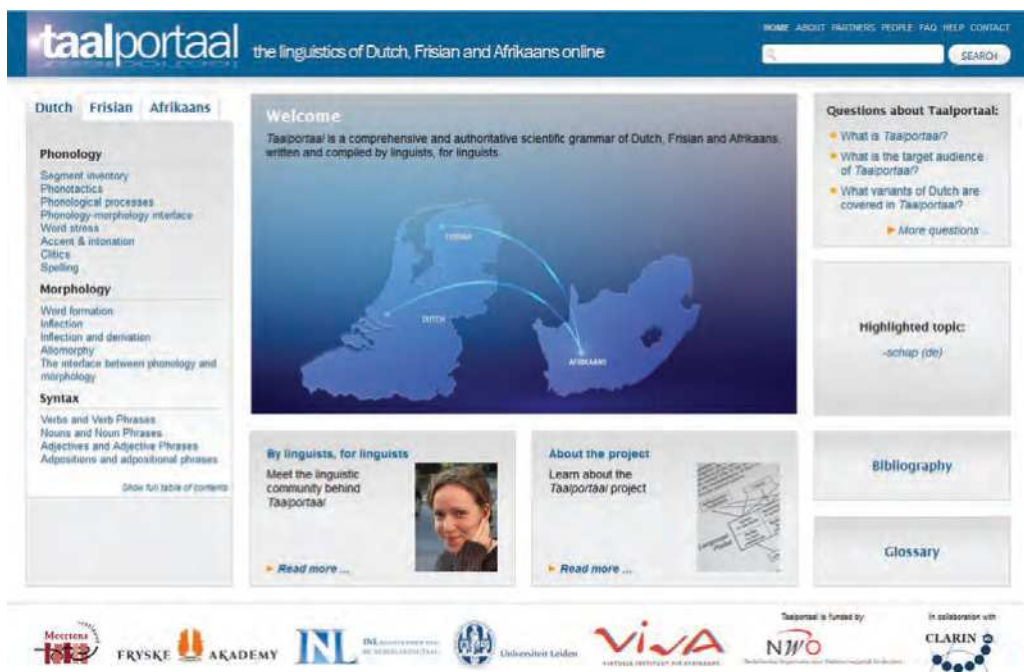 taalportaal the linguistics of Dutch, Frisian and Afrikaans online
HOME ABOUT PARTNERS PEOPLE FAQ HELP CONTACT
SEARCH
Dutch Frisian Afrikaans
Phonology
Segment inventory
Phonotactics
Phonological processes
Phonology-morphology interface
Word stress
Accent & intonation
Clitics
Spelling
Morphology
Word formation
Inflection
Inflection and derivation
Allomorphy
The interface between phonology and
morphology
Syntax
Verbs and Verb Phrases
Nouns and Noun Phrases
Adjectives and Adjective Phrases
Adpositions and adpositional phrases
Show full table of contents
Welcome
Taalportaal is a comprehensive and authoritative scientific grammar of Dutch, Frisian and Afrikaans,
written and compiled by linguists, for linguists.
FRISIAN
DUTCH
AFRIKAANS
By linguists, for linguists
Meet the linguistic
community behind
Taalportaal
Read more ...
About the project
Learn about the
Taalportaal project
Read more ...
Questions about Taalportaal:
What is Taalportaal?
What is the target audience
of Taalportaal?
What variants of Dutch are
covered in Taalportaal?
More questions ...
Highlighted topic:
-schap (de)
Bibliography
Glossary
Meertens
FRYSKE AKADEMY
INL
Universiteit Leiden
VivA
VIRTUELE INSTITUUT VIR AFRIKAANS
Taalportaal is funded by:
NWO
In collaboration with
CLARIN